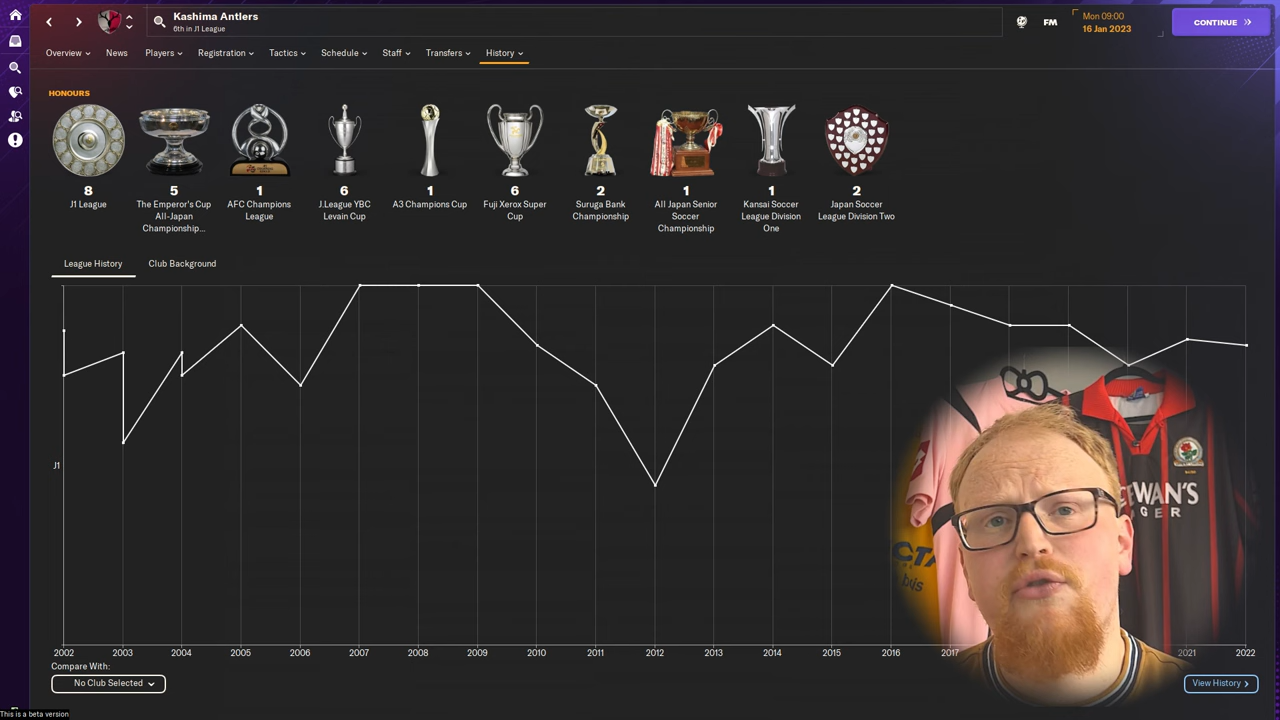 Kashima Antlers
6th in J1 League
FM
Mon 09:00
16 Jan 2023
CONTINUE
Overview
News
Players
Registration
Tactics
Schedule
Staff
Transfers
History
HONOURS
8
J1 League
5
The Emperor's Cup
All-Japan
Championship...
1
AFC Champions
League
6
J.League YBC
Levain Cup
1
A3 Champions Cup
6
Fuji Xerox Super
Cup
2
Suruga Bank
Championship
1
All Japan Senior
Soccer
Championship
1
Kansai Soccer
League Division
One
2
Japan Soccer
League Division Two
League History
Club Background
J1
2002
2003
2004
2005
2006
2007
2008
2009
2010
2011
2012
2013
2014
2015
2016
2017
2021
2022
Compare With:
No Club Selected
View History
This is a beta version